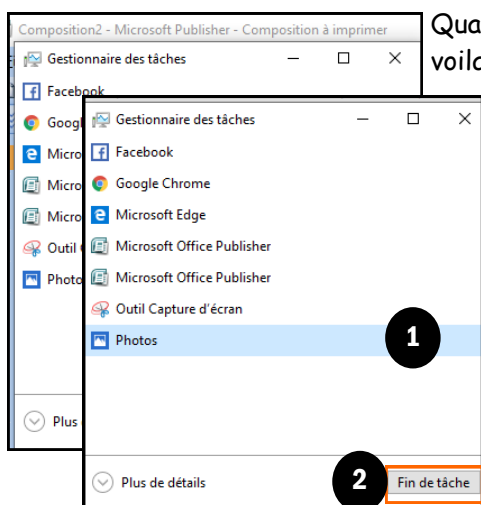 Composition2 - Microsoft Publisher - Composition à imprimer
Gestionnaire des tâches
Facebook
Googl
Micro
Micro
Micro
Outil
Photo
Plus
Gestionnaire des tâches
Facebook
Google Chrome
Microsoft Edge
Microsoft Office Publisher
Microsoft Office Publisher
Outil Capture d'écran
Photos
1
Plus de détails
2
Fin de tâche
Qua
voilà